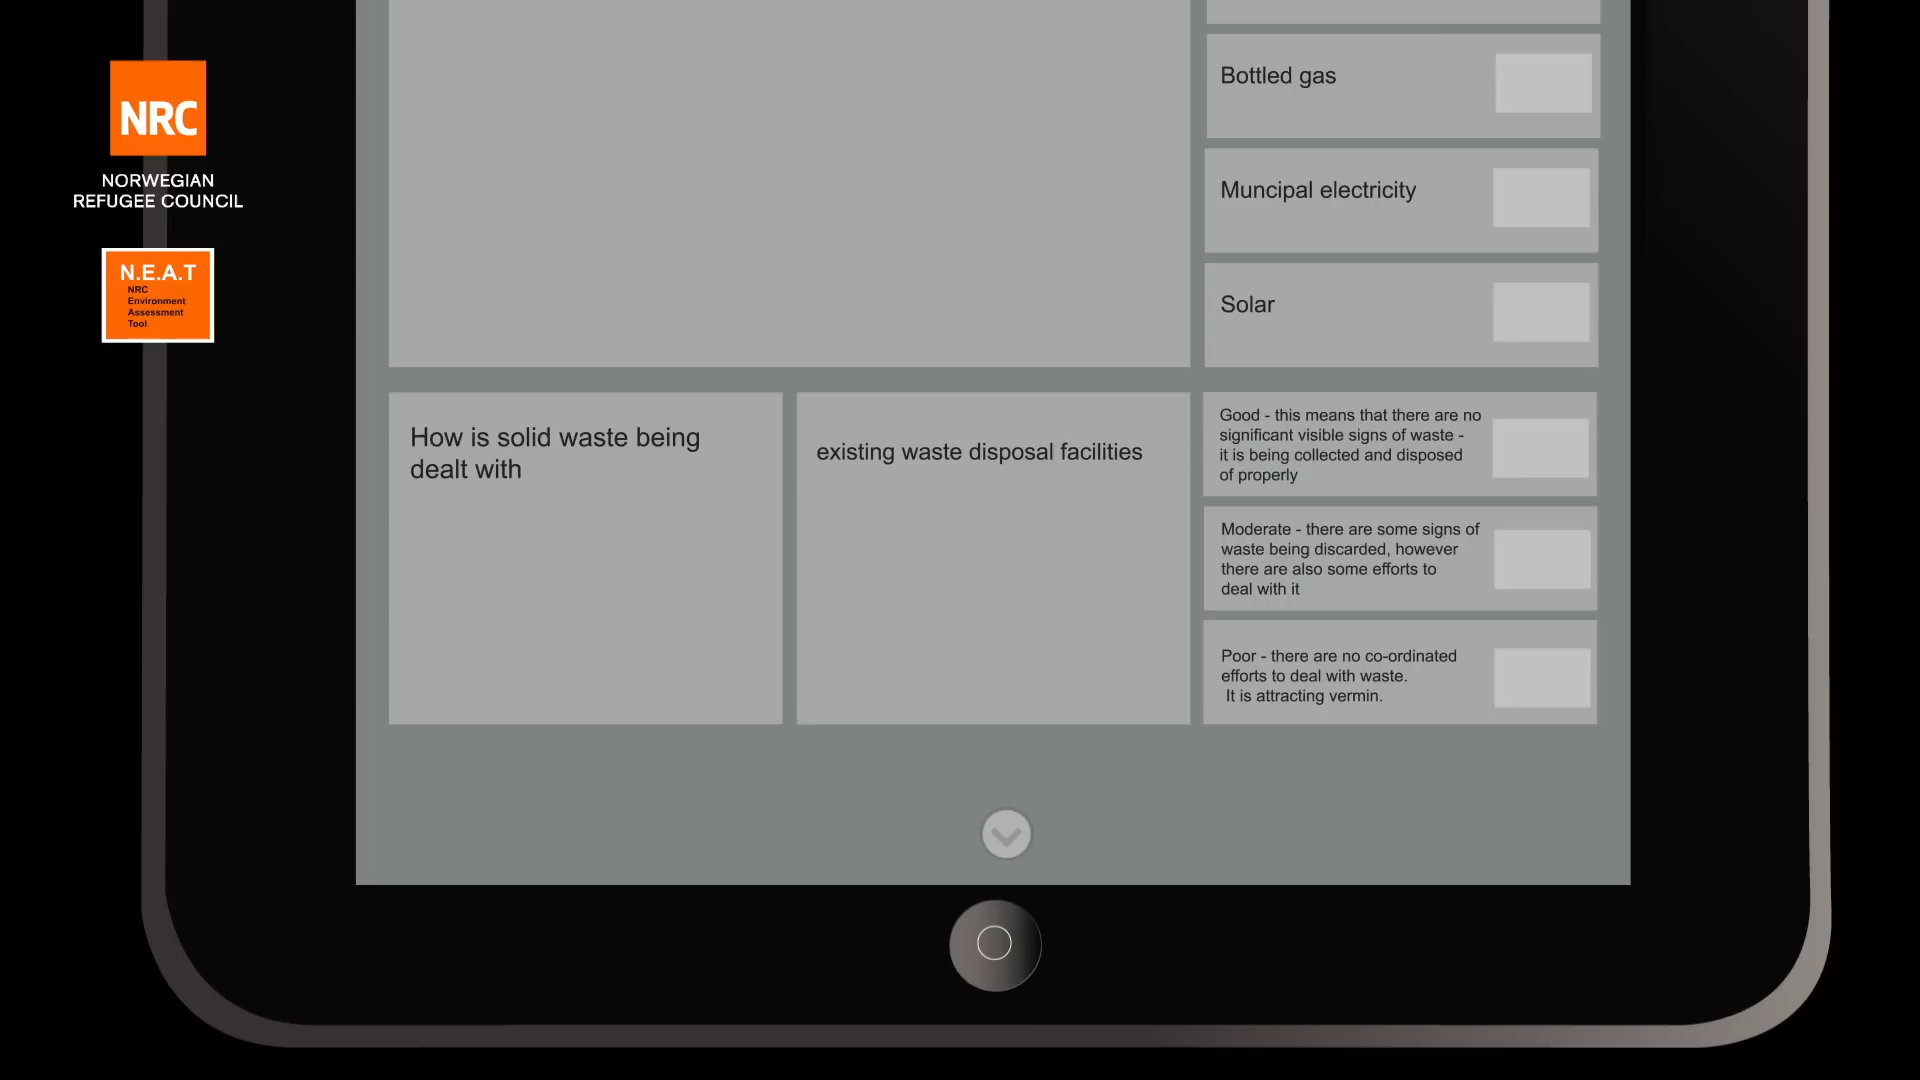 NRC
NORWEGIAN
REFUGEE COUNCIL
N.E.A.T
NRC
Environment
Assessment
Tool
Bottled gas
Muncipal electricity
Solar
How is solid waste being
dealt with
existing waste disposal facilities
Good - this means that there are no
significant visible signs of waste -
it is being collected and disposed
of properly
Moderate - there are some signs of
waste being discarded, however
there are also some efforts to
deal with it
Poor - there are no co-ordinated
efforts to deal with waste.
It is attracting vermin.